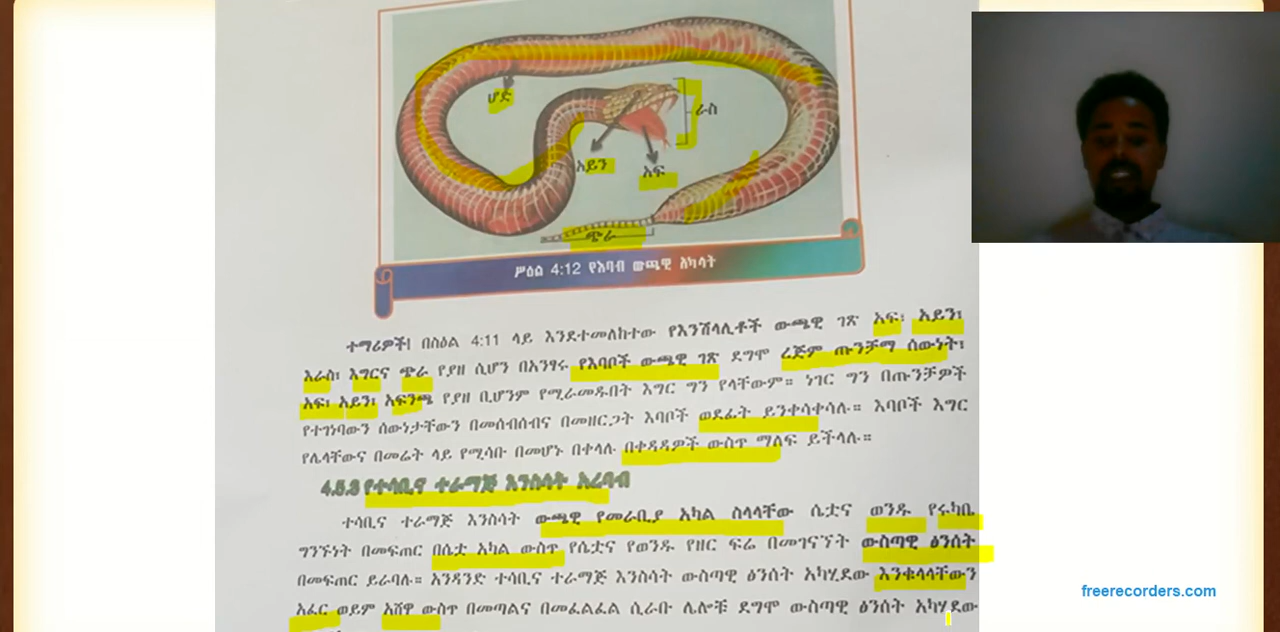 ሆድ
ራስ
አይን
አፍ
ጭራ
ሥዕል 4:12 የእባብ ውጫዊ አካላት
ተማሪዎች! በስዕል 4:11 ላይ እንደተመለከተው የእንሽላሊቶች ውጫዊ ገጽ አፍ፣ አይን፣
እራስ፣ እግርና ጭራ የያዘ ሲሆን በአንፃሩ የእባቦች ውጫዊ ገጽ ደግሞ ረጅም ጡንቻማ ሰውነት፣
አፍ፣ አይን፣ አፍንጫ የያዘ ቢሆንም የሚራመዱበት እግር ግን የላቸውም። ነገር ግን በጡንቻዎች
የተገነባውን ሰውነታቸውን በመሰብሰብና በመዘርጋት እባቦች ወደፊት ይንቀሳቀሳሉ። እባቦች እግር
የሌላቸውና በመሬት ላይ የሚሳቡ በመሆኑ በቀላሉ በቀዳዳዎች ውስጥ ማለፍ ይችላሉ።
4.5.3 የተሳቢና ተራማጅ እንስሳት አረባብ
ተሳቢና ተራማጅ እንስሳት ውጫዊ የመራቢያ አካል ስላላቸው ሴቷና ወንዱ የሩካቤ
ግንኙነት በመፍጠር በሴቷ አካል ውስጥ የሴቷና የወንዱ የዘር ፍሬ በመገናኘት ውስጣዊ ፅንሰት
በመፍጠር ይራባሉ። አንዳንድ ተሳቢና ተራማጅ እንስሳት ውስጣዊ ፅንሰት አካሂደው እንቁላላቸውን
አፈር ወይም አሸዋ ውስጥ በመጣልና በመፈልፈል ሲራቡ ሌሎቹ ደግሞ ውስጣዊ ፅንሰት አካሂደው
freerecorders.com